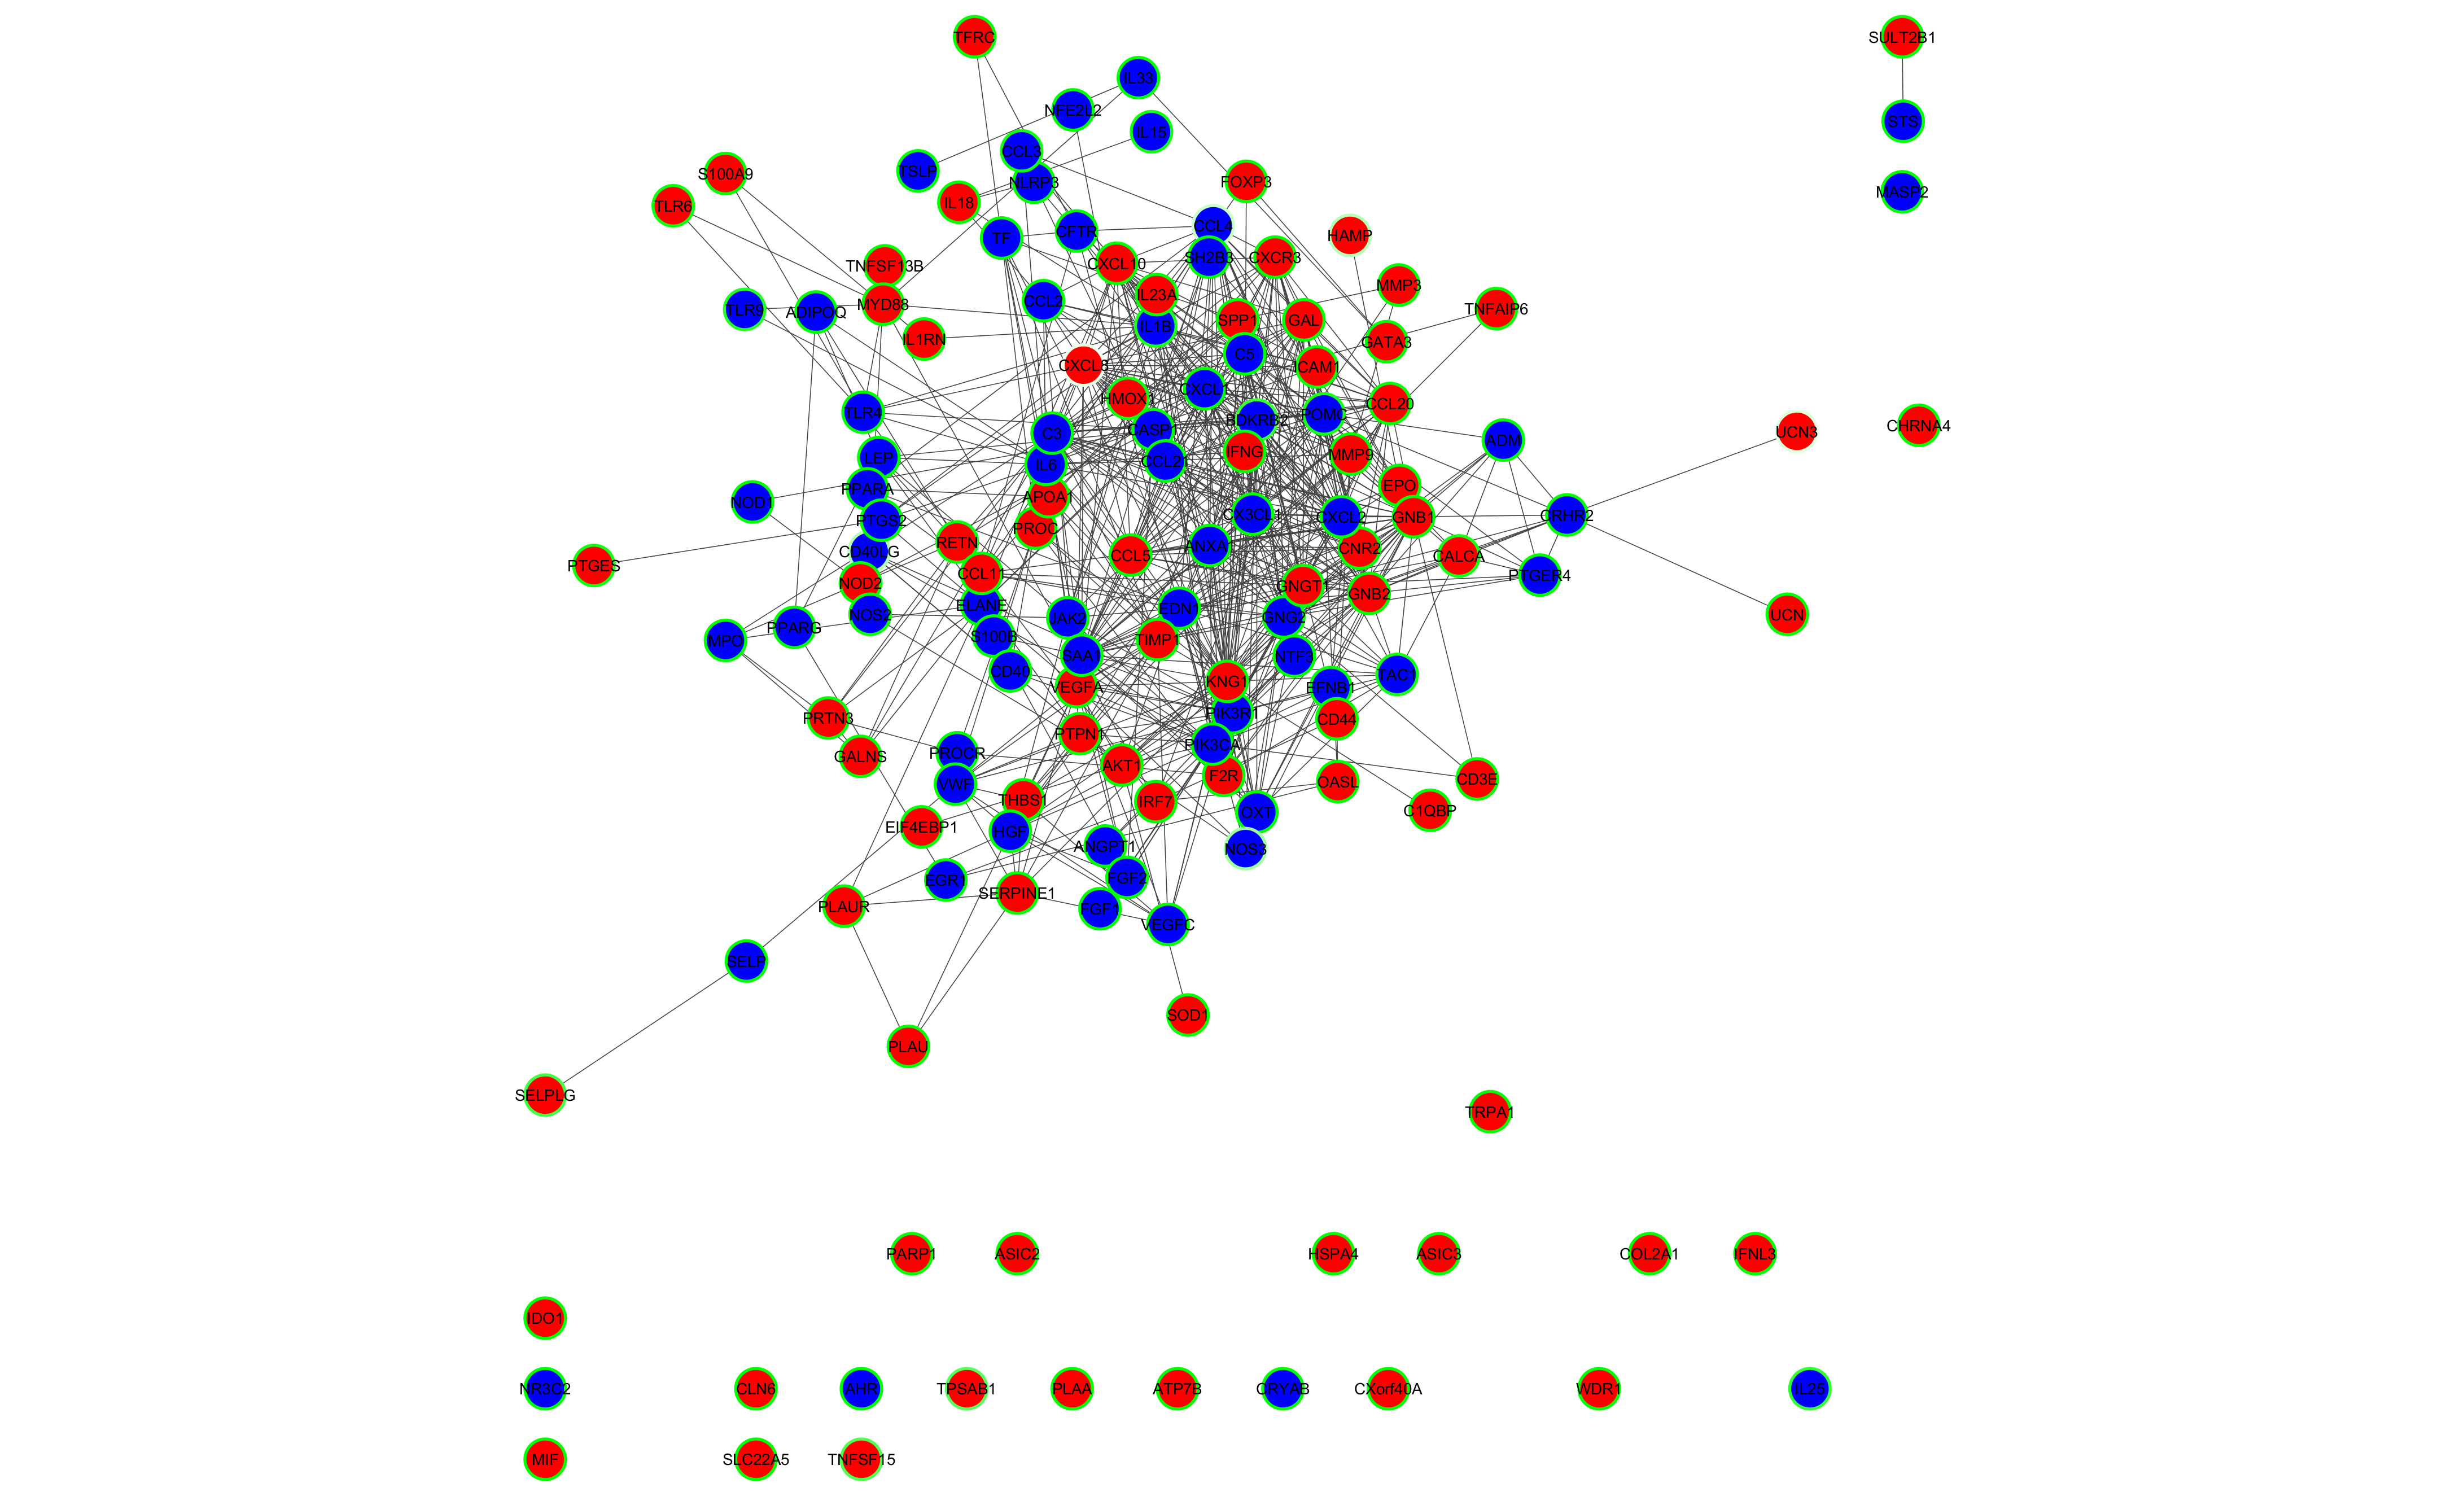 TFRC
SULT2B1
IL33
NFE2L2
STS
IL15
CCL3
TSLP
S100A9
NLRP3
FOXP3
MASP2
IL18
TLR6
CCL4
CFTR
HAMP
TF
SH2B3
CXCR3
CXCL10
TNFSF13B
MMP3
IL23A
CCL2
MYD88
TLR9
TNFAIP6
ADIPOQ
SPP1
GAL
IL1B
IL1RN
GATA3
C5
CXCL8
ICAM1
CXCL1
HMOX1
CCL20
TLR4
POMC
BDKRB2
CHRNA4
CASP1
UCN3
C3
ADM
IFNG
MMP9
LEP
CCL21
IL6
EPO
PPARA
APOA1
NOD1
CX3CL1
CXCL2
GNB1
CRHR2
PTGS2
PROC
RETN
ANXA1
CNR2
CD40LG
CCL5
CALCA
PTGES
CCL11
PTGER4
NOD2
GNGT1
GNB2
ELANE
EDN1
NOS2
UCN
JAK2
GNG2
PPARG
S100B
MPO
TIMP1
SAA1
NTF3
CD40
TAC1
KNG1
VEGFA
EFNB1
PIK3R1
PRTN3
CD44
PTPN1
PIK3CA
PROCR
GALNS
AKT1
F2R
CD3E
OASL
VWF
THBS1
IRF7
C1QBP
OXT
EIF4EBP1
HGF
ANGPT1
NOS3
FGF2
EGR1
SERPINE1
PLAUR
FGF1
VEGFC
SELP
SOD1
PLAU
SELPLG
TRPA1
PARP1
ASIC2
HSPA4
ASIC3
COL2A1
IFNL3
IDO1
NR3C2
CLN6
AHR
TPSAB1
PLAA
ATP7B
CRYAB
CXorf40A
WDR1
IL25
MIF
SLC22A5
TNFSF15